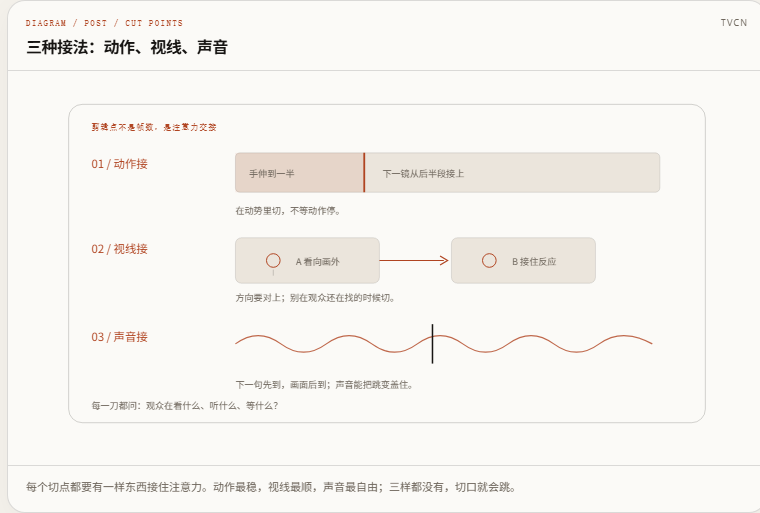 DIAGRAM / POST / CUT POINTS
TVCN
三种接法：动作、视线、声音
剪辑点不是帧数，是注意力交接
01 / 动作接
手伸到一半
下一镜从后半段接上
在动势里切，不等动作停。
02 / 视线接
A 看向画外
B 接住反应
方向要对上；别在观众还在找的时候切。
03 / 声音接
下一句先到，画面后到；声音能把跳变盖住。
每一刀都问：观众在看什么、听什么、等什么？
每个切点都要有一样东西接住注意力。动作最稳，视线最顺，声音最自由；三样都没有，切口就会跳。